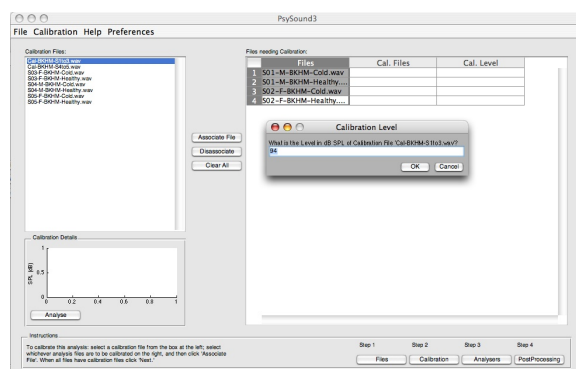 PsySound3
File Calibration Help Preferences
Calibration Files:
Cal-BKHM-S1to3.wav
Cal-BKHM-S4to5.wav
S03-F-BKHM-Cold.wav
S03-F-BKHM-Healthy.wav
S04-M-BKHM-Cold.wav
S04-M-BKHM-Healthy.wav
S05-F-BKHM-Cold.wav
S05-F-BKHM-Healthy.wav
Associate File
Disassociate
Clear All
Files needing Calibration:
Files Cal. Files Cal. Level
1 S01-M-BKHM-Cold.wav
2 S01-M-BKHM-Healthy....
3 S02-F-BKHM-Cold.wav
4 S02-F-BKHM-Healthy....
Calibration Level
What is the Level in dB SPL of Calibration File 'Cal-BKHM-S1to3.wav'?
94
OK Cancel
Calibration Details
SPL (dB)
1
0.5
0
0 0.2 0.4 0.6 0.8 1
Analyse
Instructions
To calibrate this analysis: select a calibration file from the box at the left; select
whichever analysis files are to be calibrated on the right, and then click 'Associate
File'. When all files have calibration files click 'Next.'
Step 1 Step 2 Step 3 Step 4
Files Calibration Analysers PostProcessing